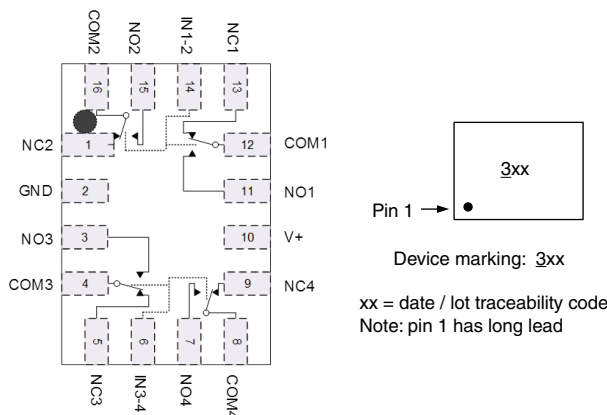 COM2 NO2 IN1-2 NC1
16 15 14 13
NC2 1 12 COM1
GND 2 11 NO1
NO3 3 10 V+
COM3 4 9 NC4
5 6 7 8
NC3 IN3-4 NO4 COM4
3xx
Pin 1
Device marking: 3xx
xx = date / lot traceability code
Note: pin 1 has long lead